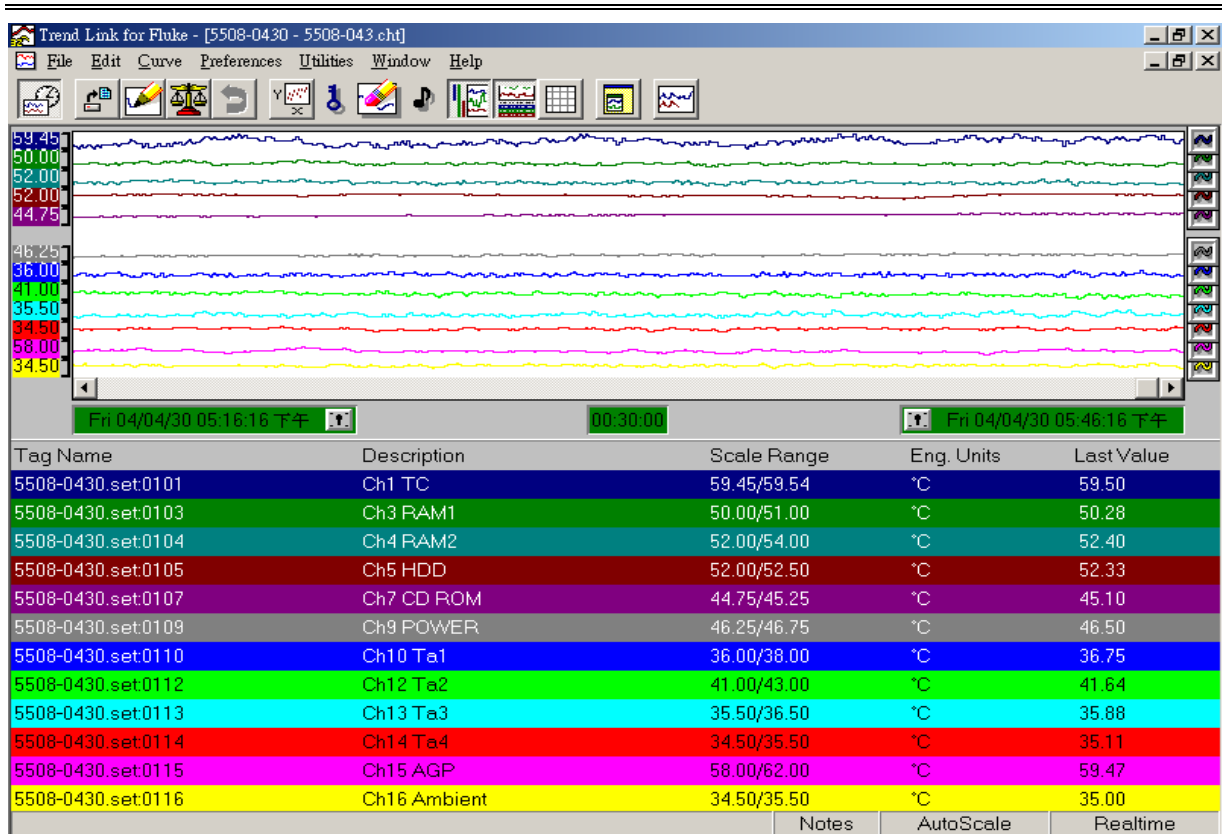 Trend Link for Fluke - [5508-0430 - 5508-043.cht]
File Edit Curve Preferences Utilities Window Help
59.45
50.00
52.00
52.00
44.75
46.25
36.00
41.00
35.50
34.50
58.00
34.50
Fri 04/04/30 05:16:16 下午 00:30:00 Fri 04/04/30 05:46:16 下午
Tag Name Description Scale Range Eng. Units Last Value
5508-0430.set:0101 Ch1 TC 59.45/59.54 °C 59.50
5508-0430.set:0103 Ch3 RAM1 50.00/51.00 °C 50.28
5508-0430.set:0104 Ch4 RAM2 52.00/54.00 °C 52.40
5508-0430.set:0105 Ch5 HDD 52.00/52.50 °C 52.33
5508-0430.set:0107 Ch7 CD ROM 44.75/45.25 °C 45.10
5508-0430.set:0109 Ch9 POWER 46.25/46.75 °C 46.50
5508-0430.set:0110 Ch10 Ta1 36.00/38.00 °C 36.75
5508-0430.set:0112 Ch12 Ta2 41.00/43.00 °C 41.64
5508-0430.set:0113 Ch13 Ta3 35.50/36.50 °C 35.88
5508-0430.set:0114 Ch14 Ta4 34.50/35.50 °C 35.11
5508-0430.set:0115 Ch15 AGP 58.00/62.00 °C 59.47
5508-0430.set:0116 Ch16 Ambient 34.50/35.50 °C 35.00
Notes AutoScale Realtime